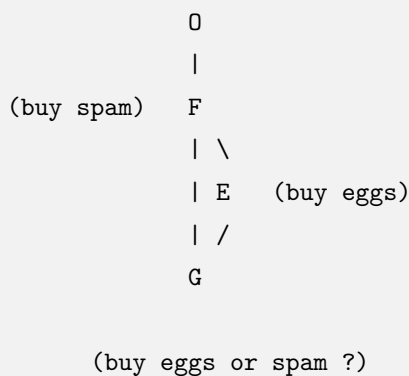 O
|
(buy spam) F
| \
| E (buy eggs)
| /
G
(buy eggs or spam ?)